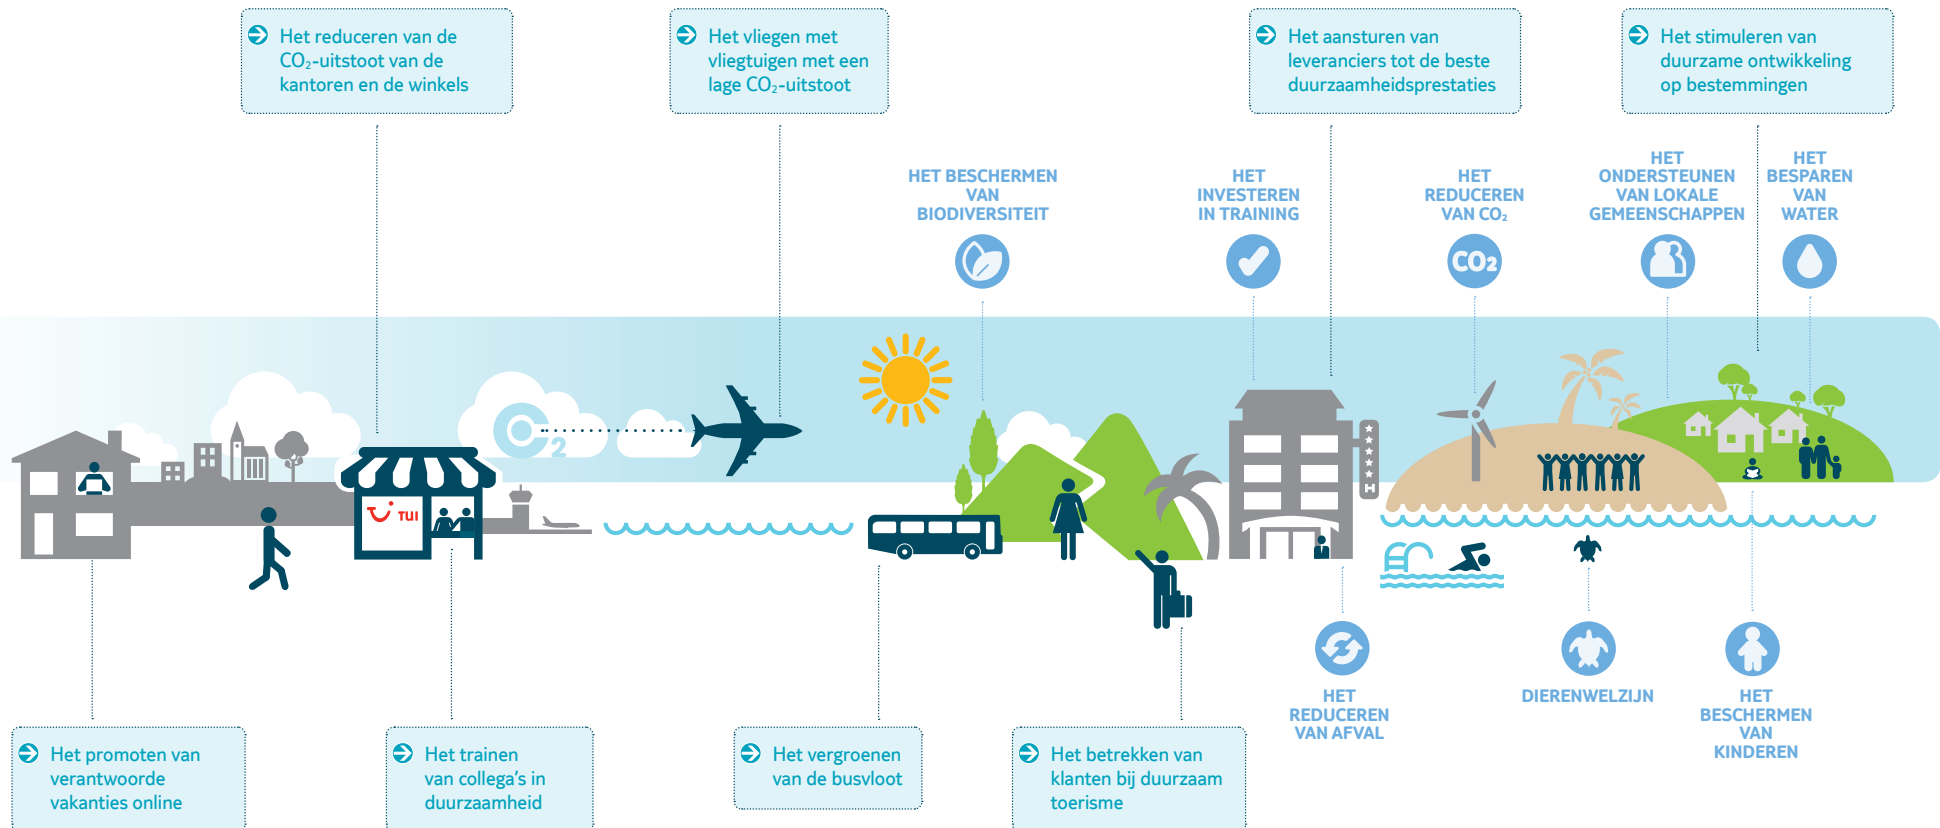 Het reduceren van de
CO₂-uitstoot van de
kantoren en de winkels
Het vliegen met
vliegtuigen met een
lage CO₂-uitstoot
Het aansturen van
leveranciers tot de beste
duurzaamheidsprestaties
Het stimuleren van
duurzame ontwikkeling
op bestemmingen
HET BESCHERMEN
VAN
BIODIVERSITEIT
HET
INVESTEREN
IN TRAINING
HET
REDUCEREN
VAN CO₂
CO₂
HET
ONDERSTEUNEN
VAN LOKALE
GEMEENSCHAPPEN
HET
BESPAREN
VAN
WATER
CO₂
TUI
H
HET
REDUCEREN
VAN AFVAL
DIERENWELZIJN
HET
BESCHERMEN
VAN
KINDEREN
Het promoten van
verantwoorde
vakanties online
Het trainen
van collega's in
duurzaamheid
Het vergroenen
van de busvloot
Het betrekken van
klanten bij duurzaam
toerisme